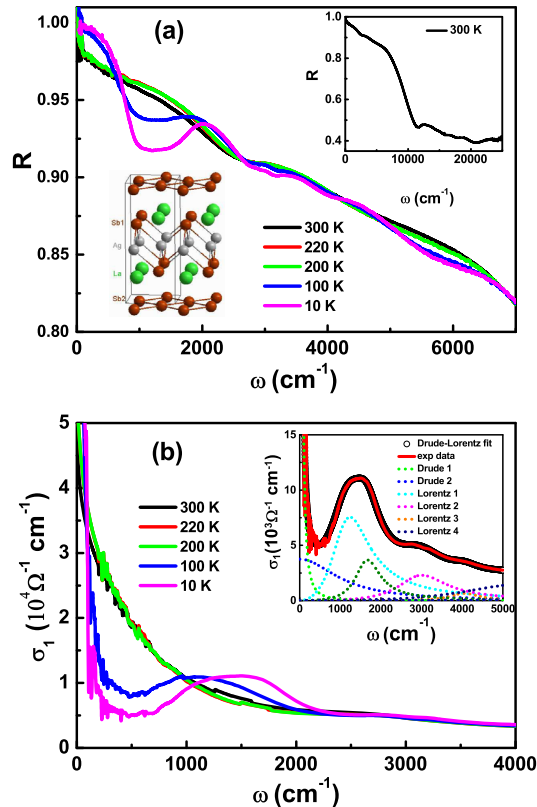 (a)
R
1.00
0.95
0.90
0.85
0.80
0 2000 4000 6000
ω (cm⁻¹)
300 K
220 K
200 K
100 K
10 K
Sb1
Ag
La
Sb2
300 K
R
1.0
0.8
0.6
0.4
0 10000 20000
ω (cm⁻¹)
(b)
σ₁ (10⁴Ω⁻¹ cm⁻¹)
5
4
3
2
1
0
0 1000 2000 3000 4000
ω (cm⁻¹)
300 K
220 K
200 K
100 K
10 K
Drude-Lorentz fit
exp data
Drude 1
Drude 2
Lorentz 1
Lorentz 2
Lorentz 3
Lorentz 4
σ₁(10³Ω⁻¹ cm⁻¹)
15
10
5
0
0 1000 2000 3000 4000 5000
ω (cm⁻¹)